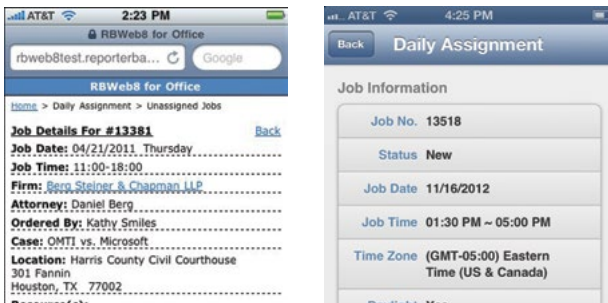 AT&T 2:23 PM
RBWeb8 for Office
rbweb8test.reporterba... Google
RBWeb8 for Office
Home > Daily Assignment > Unassigned Jobs
Job Details For #13381 Back
Job Date: 04/21/2011 Thursday
Job Time: 11:00-18:00
Firm: Berg Steiner & Chapman LLP
Attorney: Daniel Berg
Ordered By: Kathy Smiles
Case: OMTI vs. Microsoft
Location: Harris County Civil Courthouse
301 Fannin
Houston, TX 77002
AT&T 4:25 PM
Back Daily Assignment
Job Information
Job No. 13518
Status New
Job Date 11/16/2012
Job Time 01:30 PM ~ 05:00 PM
Time Zone (GMT-05:00) Eastern
Time (US & Canada)